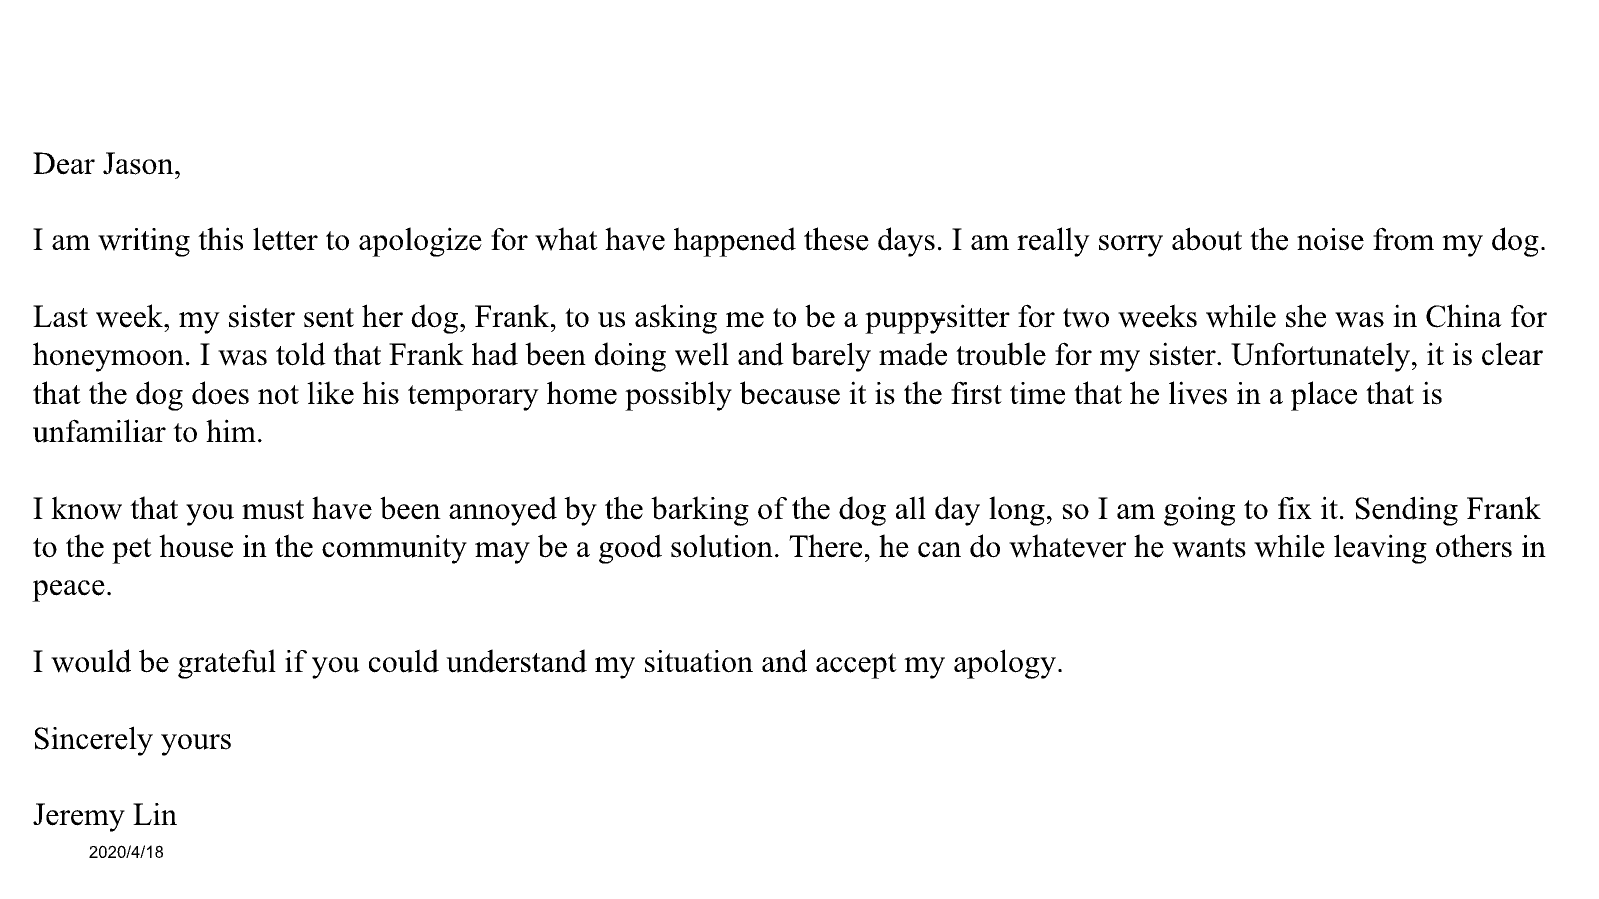 Dear Jason,
I am writing this letter to apologize for what have happened these days. I am really sorry about the noise from my dog.
Last week, my sister sent her dog, Frank, to us asking me to be a puppy-sitter for two weeks while she was in China for
honeymoon. I was told that Frank had been doing well and barely made trouble for my sister. Unfortunately, it is clear
that the dog does not like his temporary home possibly because it is the first time that he lives in a place that is
unfamiliar to him.
I know that you must have been annoyed by the barking of the dog all day long, so I am going to fix it. Sending Frank
to the pet house in the community may be a good solution. There, he can do whatever he wants while leaving others in
peace.
I would be grateful if you could understand my situation and accept my apology.
Sincerely yours
Jeremy Lin
2020/4/18